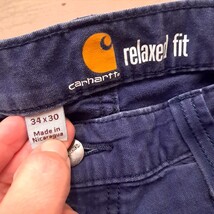 relaxed fit
carhartt
34 X 30
Made in
Nicaragua